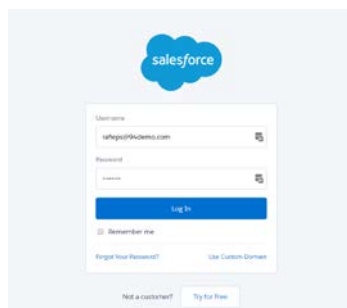 salesforce
Username
Password
Log In
Remember me
Forgot Your Password? Use Custom Domain
Not a customer? Try for Free